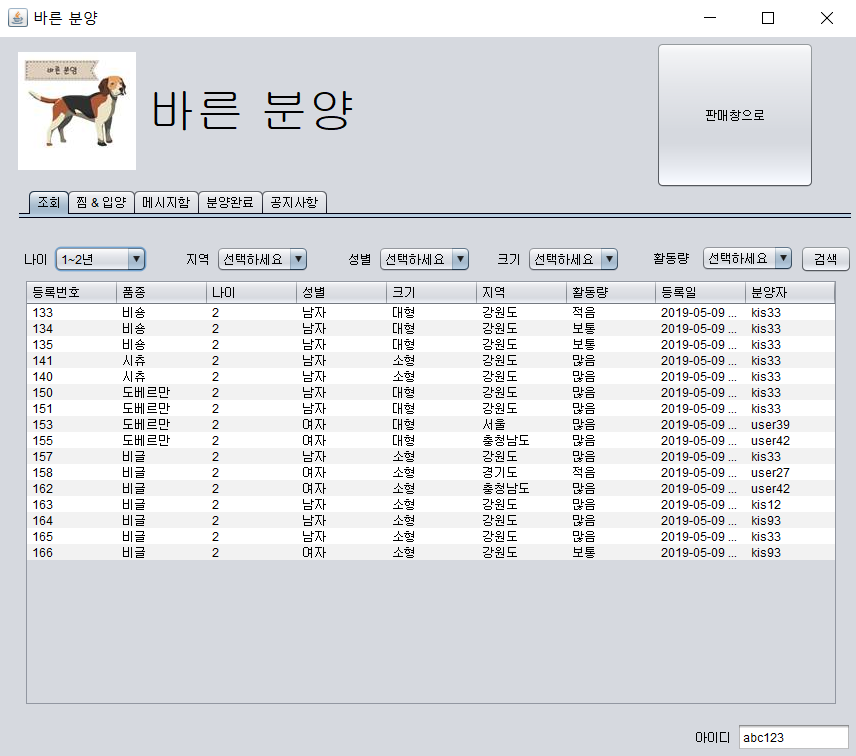 바른 분양
바른 분양
바른 분양
판매창으로
조회 찜 & 입양 메시지함 분양완료 공지사항
나이 1~2년 지역 선택하세요 성별 선택하세요 크기 선택하세요 활동량 선택하세요 검색
등록번호 품종 나이 성별 크기 지역 활동량 등록일 분양자
133 비숑 2 남자 대형 강원도 적음 2019-05-09 ... kis33
134 비숑 2 남자 대형 강원도 보통 2019-05-09 ... kis33
135 비숑 2 남자 대형 강원도 보통 2019-05-09 ... kis33
141 시츄 2 남자 소형 강원도 많음 2019-05-09 ... kis33
140 시츄 2 남자 소형 강원도 많음 2019-05-09 ... kis33
150 도베르만 2 남자 대형 강원도 많음 2019-05-09 ... kis33
151 도베르만 2 남자 대형 강원도 많음 2019-05-09 ... kis33
153 도베르만 2 여자 대형 서울 많음 2019-05-09 ... user39
155 도베르만 2 여자 대형 충청남도 많음 2019-05-09 ... user42
157 비글 2 남자 소형 강원도 많음 2019-05-09 ... kis33
158 비글 2 여자 소형 경기도 적음 2019-05-09 ... user27
162 비글 2 여자 소형 충청남도 많음 2019-05-09 ... user42
163 비글 2 남자 소형 강원도 많음 2019-05-09 ... kis12
164 비글 2 남자 소형 강원도 많음 2019-05-09 ... kis93
165 비글 2 남자 소형 강원도 많음 2019-05-09 ... kis33
166 비글 2 여자 소형 강원도 보통 2019-05-09 ... kis93
아이디 abc123